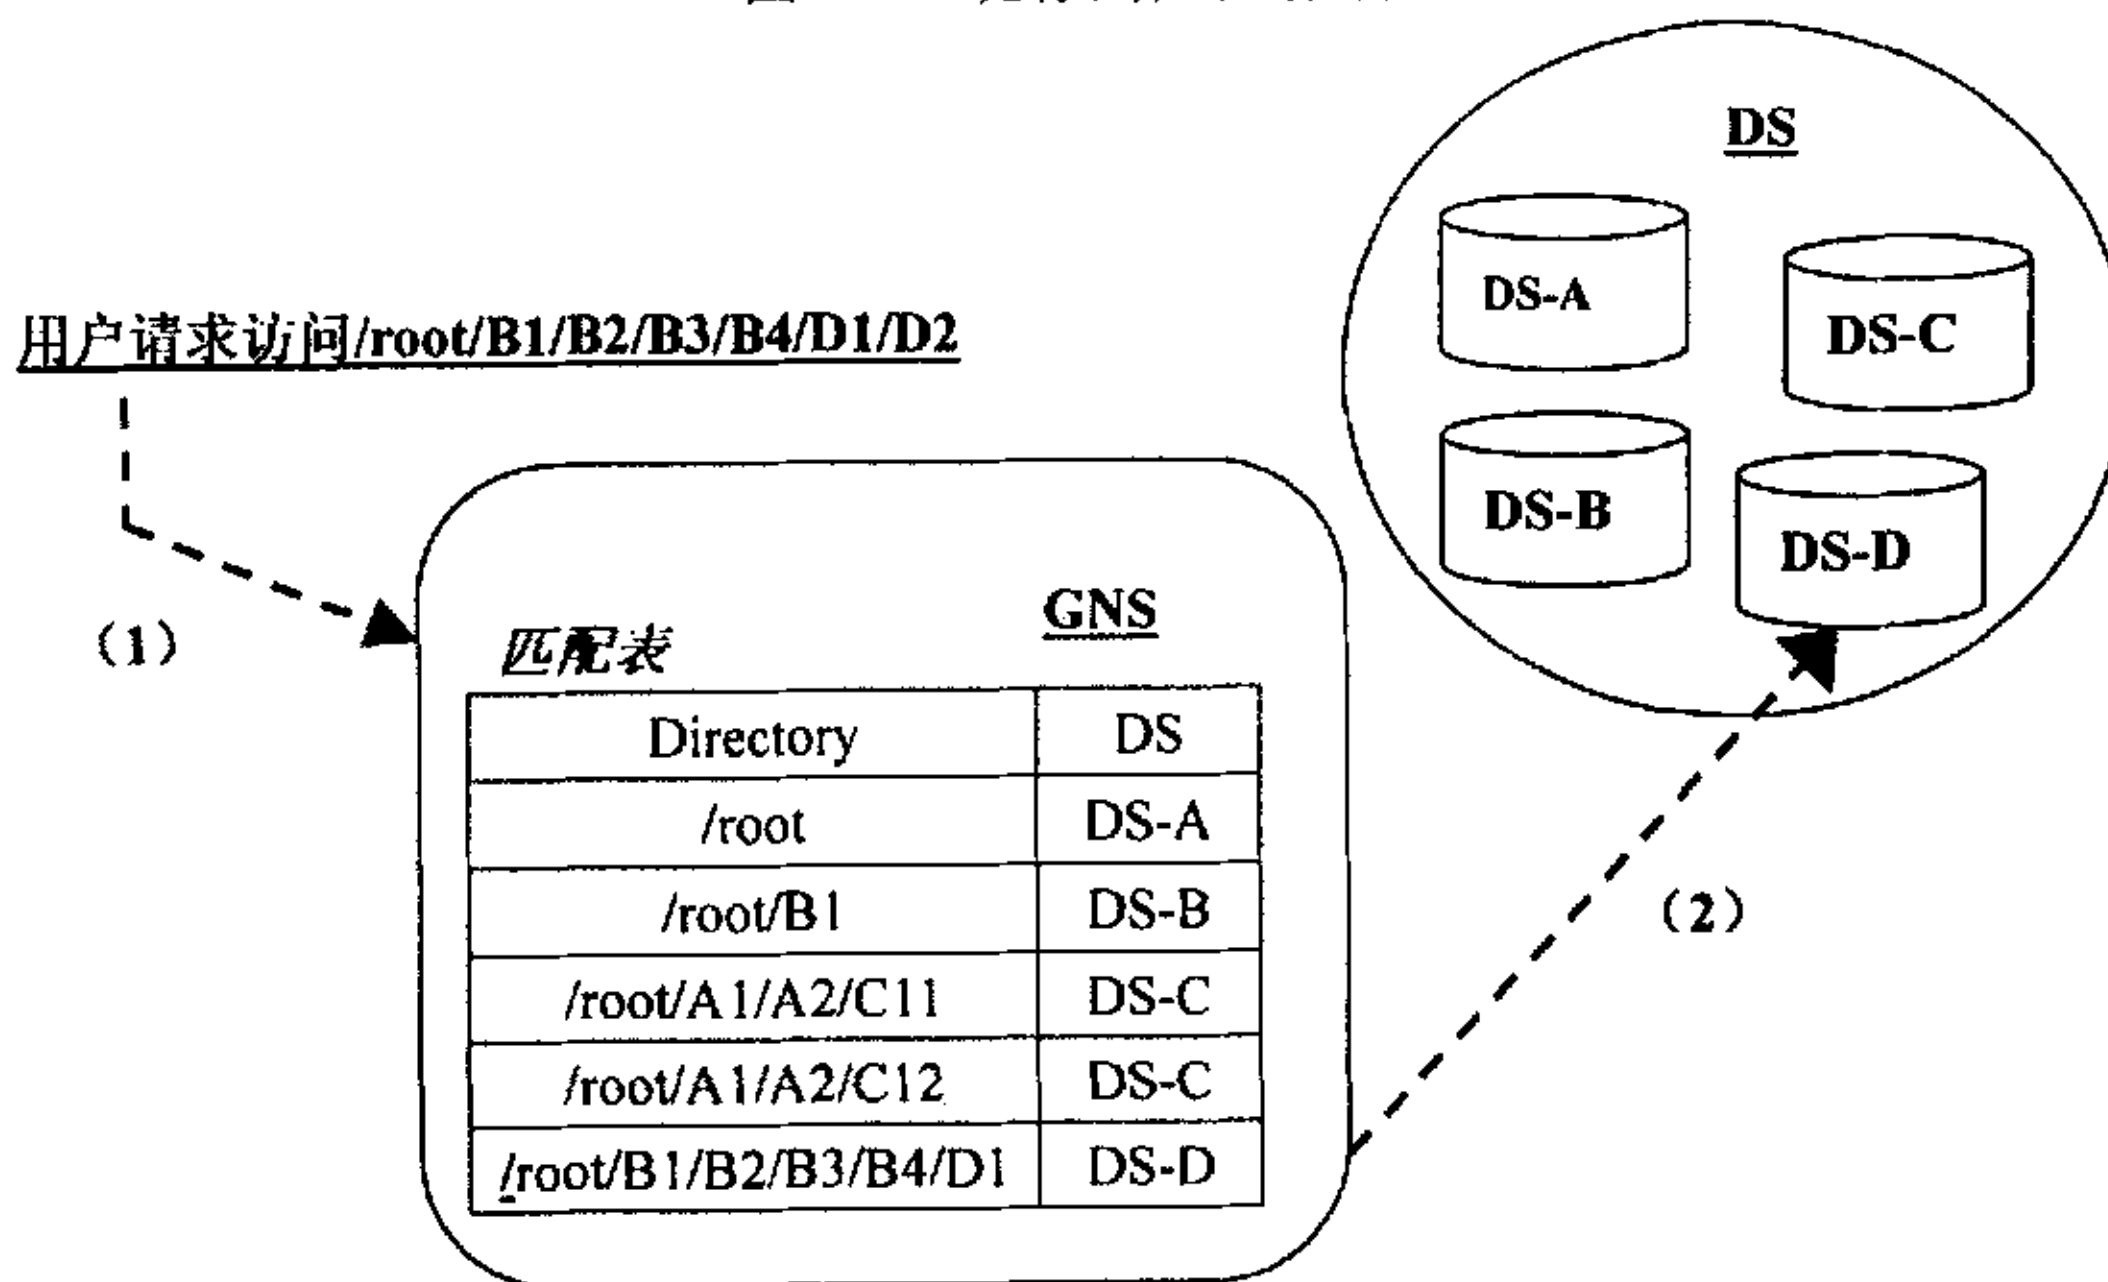 用户请求访问/root/B1/B2/B3/B4/D1/D2
(1)
GNS
匹配表
Directory DS
/root DS-A
/root/B1 DS-B
/root/A1/A2/C11 DS-C
/root/A1/A2/C12 DS-C
/root/B1/B2/B3/B4/D1 DS-D
(2)
DS
DS-A
DS-C
DS-B
DS-D